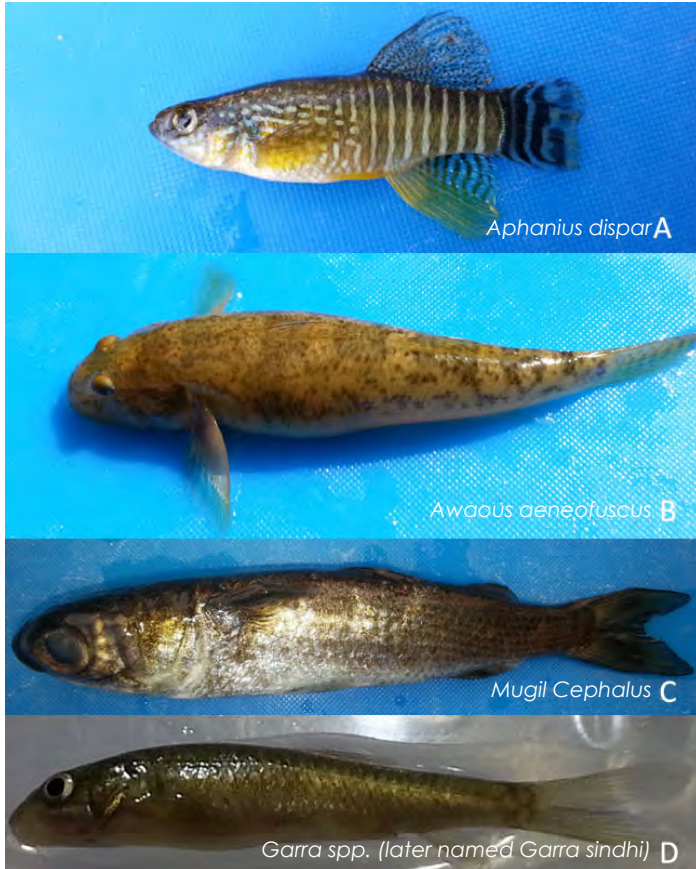 Aphanius dispar A
Awaous aeneofuscus B
Mugil Cephalus C
Garra spp. (later named Garra sindhi) D